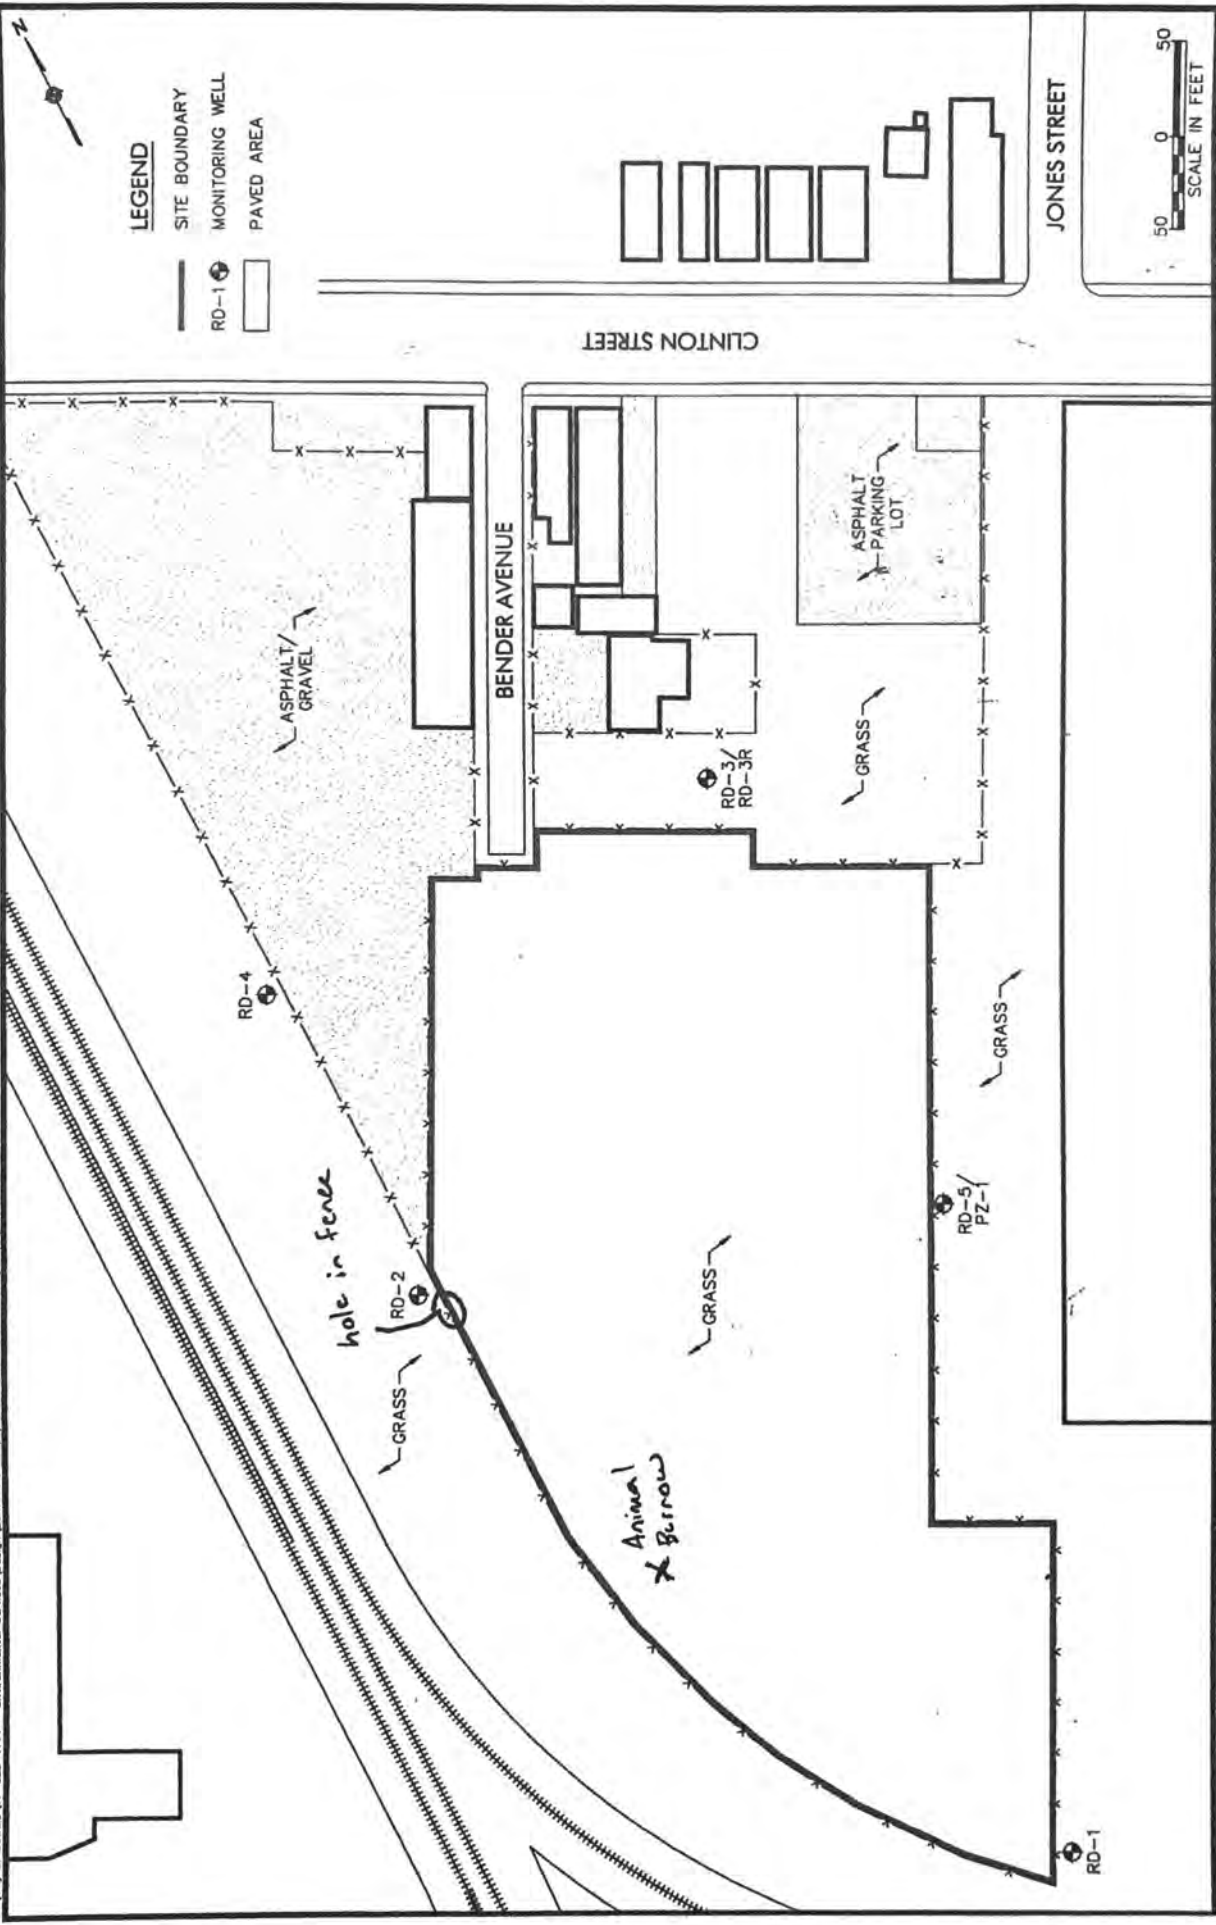 N
LEGEND
SITE BOUNDARY
RD-1
MONITORING WELL
PAVED AREA
CLINTON STREET
JONES STREET
50
0
50
SCALE IN FEET
BENDER AVENUE
ASPHALT/
GRAVEL
ASPHALT
PARKING
LOT
GRASS
RD-3/
RD-3R
RD-4
GRASS
hole in fence
RD-2
GRASS
GRASS
RD-5/
PZ-1
Animal
X Burrow
RD-1